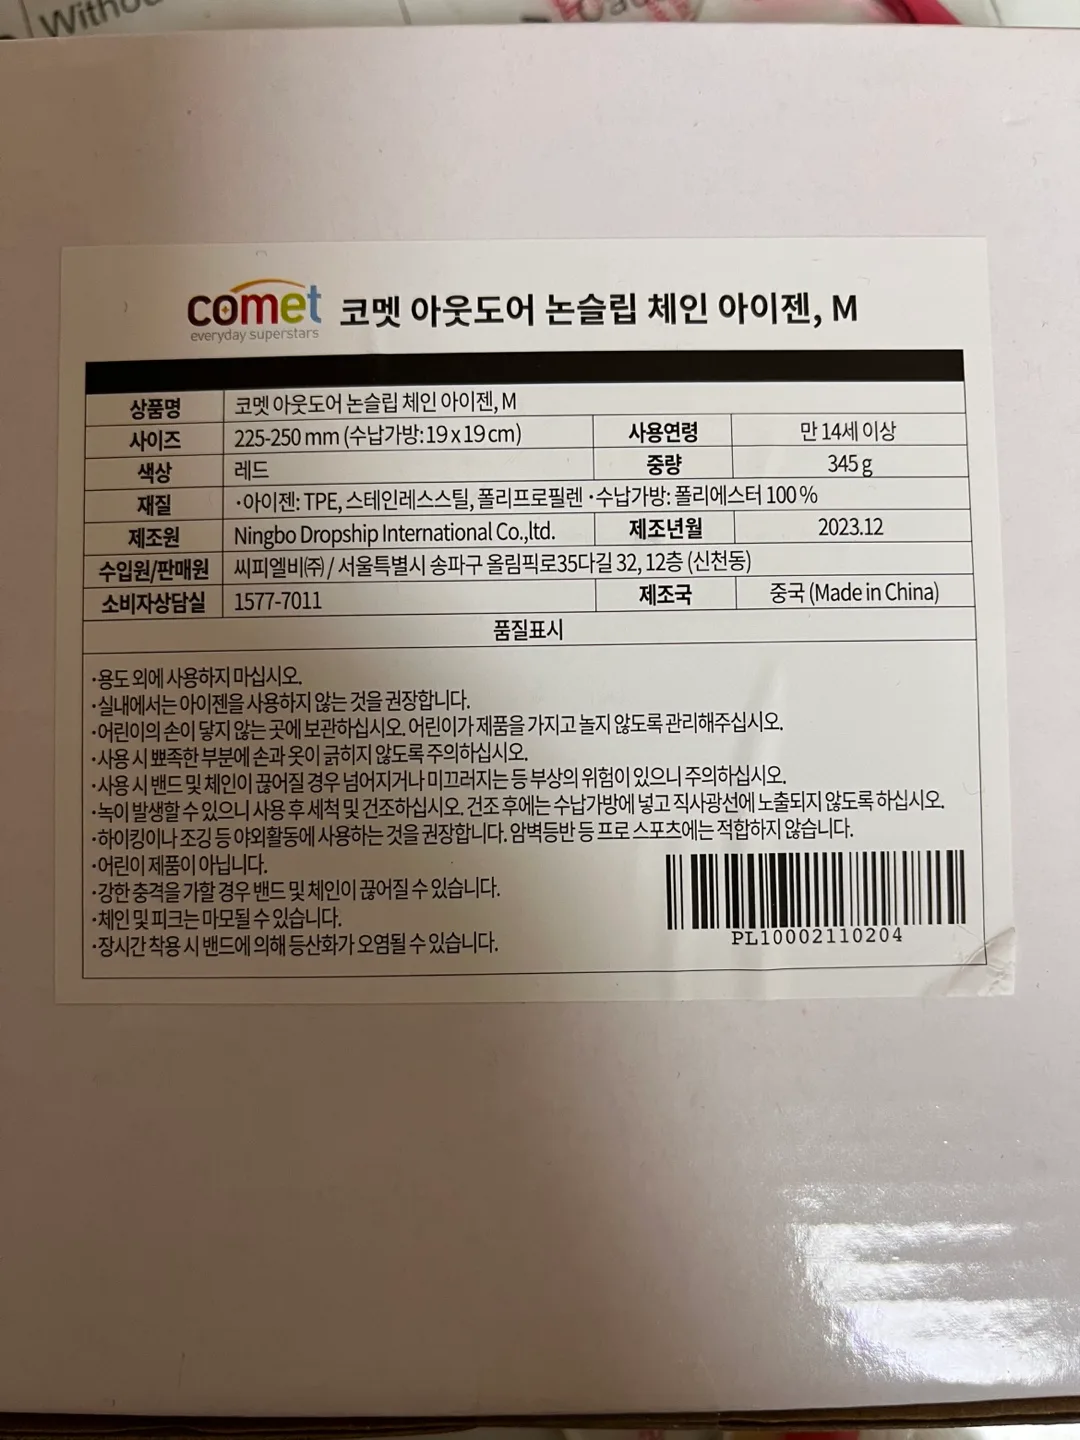 Witho
comet
everyday superstars
코멧 아웃도어 논슬립 체인 아이젠, M
상품명 코멧 아웃도어 논슬립 체인 아이젠, M
사이즈 225-250 mm (수납가방: 19 x 19 cm) 사용연령 만 14세 이상
색상 레드 중량 345 g
재질 ·아이젠: TPE, 스테인레스스틸, 폴리프로필렌 ·수납가방: 폴리에스터 100 %
제조원 Ningbo Dropship International Co.,ltd. 제조년월 2023.12
수입원/판매원 씨피엘비㈜ / 서울특별시 송파구 올림픽로35다길 32, 12층 (신천동)
소비자상담실 1577-7011 제조국 중국 (Made in China)
품질표시
·용도 외에 사용하지 마십시오.
·실내에서는 아이젠을 사용하지 않는 것을 권장합니다.
·어린이의 손이 닿지 않는 곳에 보관하십시오. 어린이가 제품을 가지고 놀지 않도록 관리해주십시오.
·사용 시 뾰족한 부분에 손과 옷이 긁히지 않도록 주의하십시오.
·사용 시 밴드 및 체인이 끊어질 경우 넘어지거나 미끄러지는 등 부상의 위험이 있으니 주의하십시오.
·녹이 발생할 수 있으니 사용 후 세척 및 건조하십시오. 건조 후에는 수납가방에 넣고 직사광선에 노출되지 않도록 하십시오.
·하이킹이나 조깅 등 야외활동에 사용하는 것을 권장합니다. 암벽등반 등 프로 스포츠에는 적합하지 않습니다.
·어린이 제품이 아닙니다.
·강한 충격을 가할 경우 밴드 및 체인이 끊어질 수 있습니다.
·체인 및 피크는 마모될 수 있습니다.
·장시간 착용 시 밴드에 의해 등산화가 오염될 수 있습니다.
PL10002110204